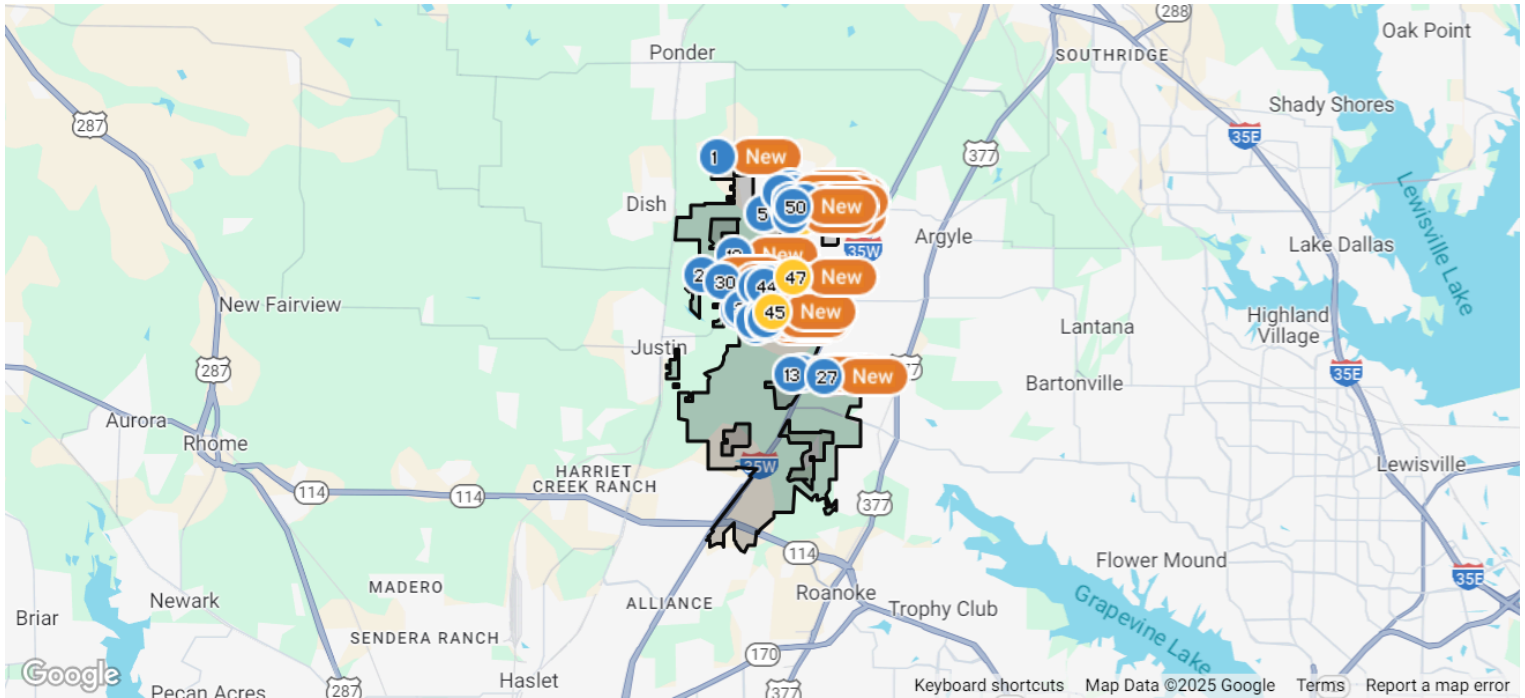 288
Oak Point
Ponder
SOUTHRIDGE
Shady Shores
287
35E
377
1
New
Dish
5
50
New
Lewisville Lake
Argyle
35W
Lake Dallas
New
30
44
47
New
New Fairview
45
New
Highland
Village
Lantana
Justin
13
27
New
287
35E
Bartonville
Aurora
Rhome
35W
Lewisville
HARRIET
CREEK RANCH
114
114
377
114
Flower Mound
35E
MADERO
Newark
ALLIANCE
Roanoke
Trophy Club
Grapevine Lake
Briar
SENDERA RANCH
170
Google
Haslet
287
377
Pecan Acres
Keyboard shortcuts
Map Data ©2025 Google
Terms
Report a map error